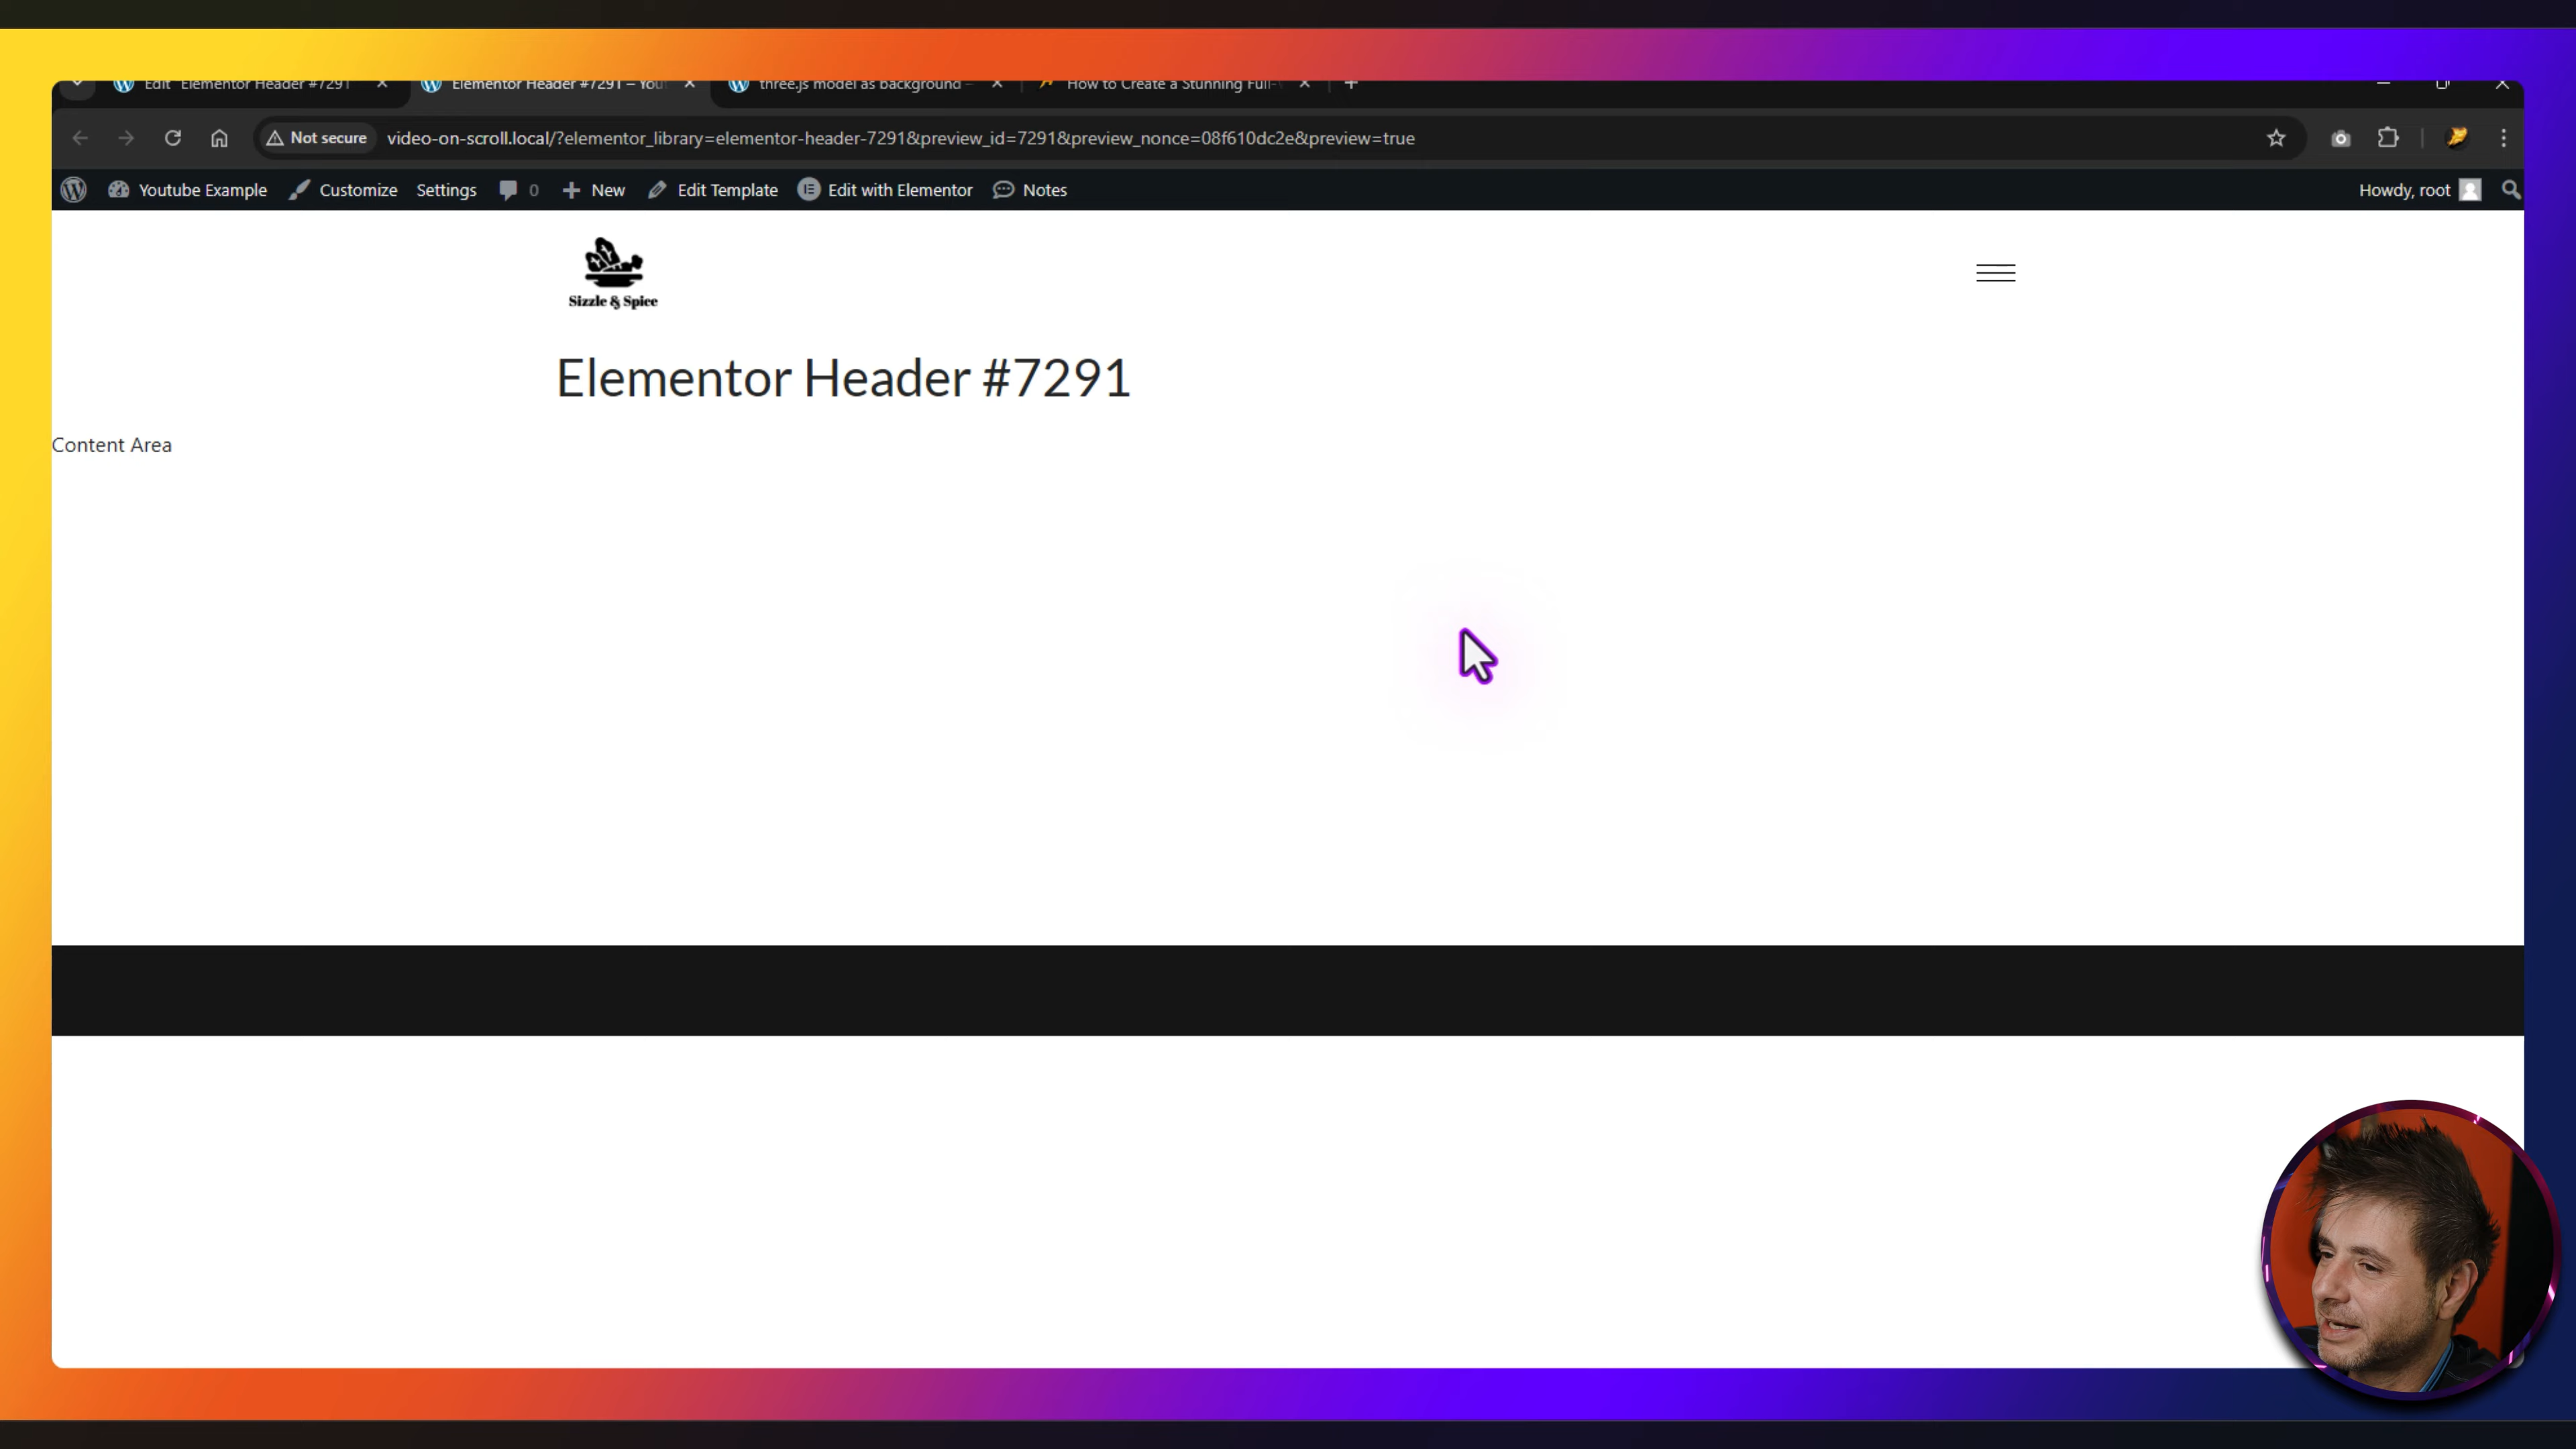 Edit "Elementor Header #7291"
Elementor Header #7291 – You
three.js model as background –
How to Create a Stunning Full-
Not secure
video-on-scroll.local/?elementor_library=elementor-header-7291&preview_id=7291&preview_nonce=08f610dc2e&preview=true
Youtube Example
Customize
Settings
0
New
Edit Template
Edit with Elementor
Notes
Howdy, root
Sizzle & Spice
Elementor Header #7291
Content Area